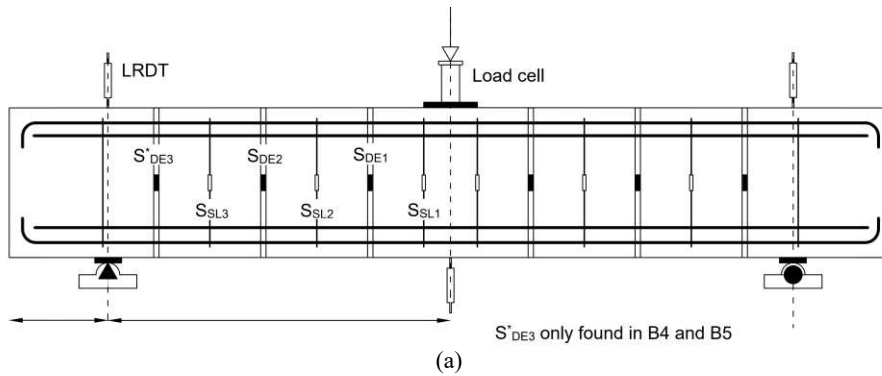 LRDT
Load cell
S*DE3
SDE2
SDE1
SSL3
SSL2
SSL1
S*DE3 only found in B4 and B5
(a)